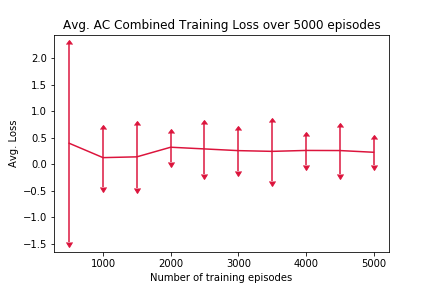 Avg. AC Combined Training Loss over 5000 episodes
Avg. Loss
2.0
1.5
1.0
0.5
0.0
−0.5
−1.0
−1.5
1000 2000 3000 4000 5000
Number of training episodes